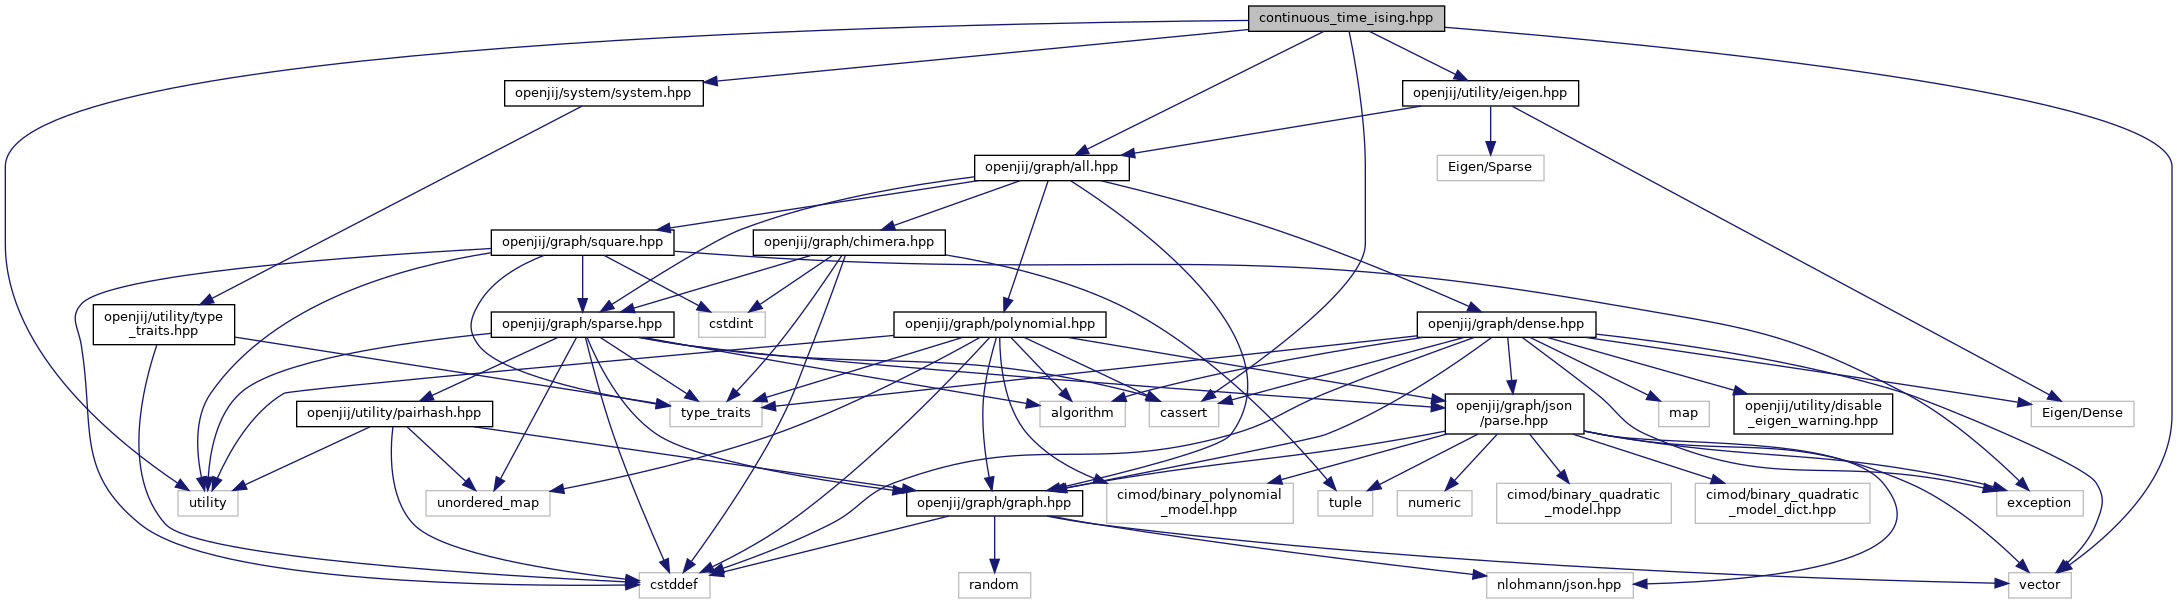 continuous_time_ising.hpp
openjij/system/system.hpp
openjij/utility/eigen.hpp
openjij/graph/all.hpp
Eigen/Sparse
openjij/graph/square.hpp
openjij/graph/chimera.hpp
openjij/utility/type
_traits.hpp
openjij/graph/sparse.hpp
cstdint
openjij/graph/polynomial.hpp
openjij/graph/dense.hpp
openjij/utility/pairhash.hpp
type_traits
algorithm
cassert
openjij/graph/json
/parse.hpp
map
openjij/utility/disable
_eigen_warning.hpp
Eigen/Dense
utility
unordered_map
openjij/graph/graph.hpp
cimod/binary_polynomial
_model.hpp
tuple
numeric
cimod/binary_quadratic
_model.hpp
cimod/binary_quadratic
_model_dict.hpp
exception
cstddef
random
nlohmann/json.hpp
vector